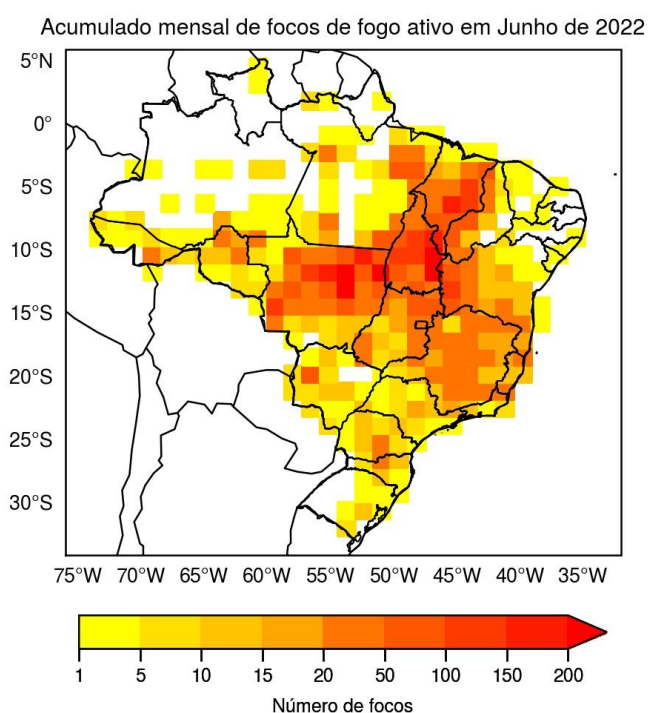 Acumulado mensal de focos de fogo ativo em Junho de 2022
5°N
0°
5°S
10°S
15°S
20°S
25°S
30°S
75°W 70°W 65°W 60°W 55°W 50°W 45°W 40°W 35°W
1 5 10 15 20 50 100 150 200
Número de focos